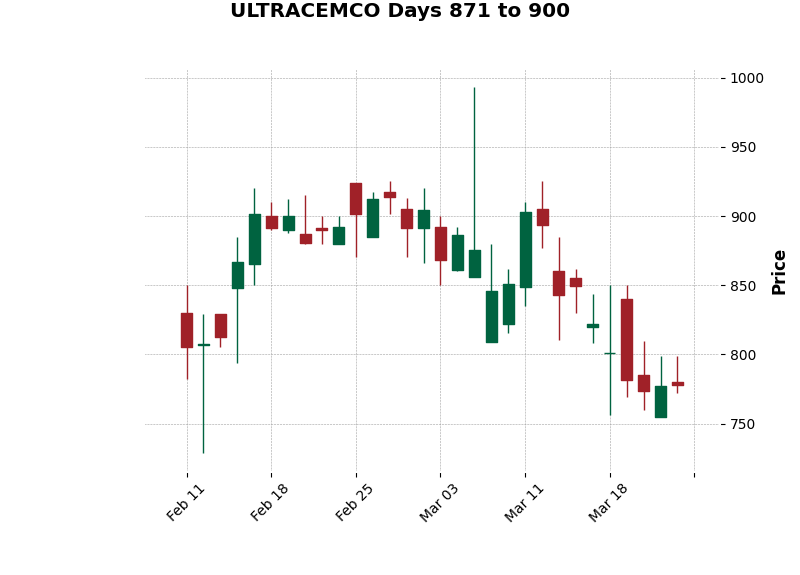 ULTRACEMCO Days 871 to 900
1000
950
900
850
800
750
Price
Feb 11
Feb 18
Feb 25
Mar 03
Mar 11
Mar 18